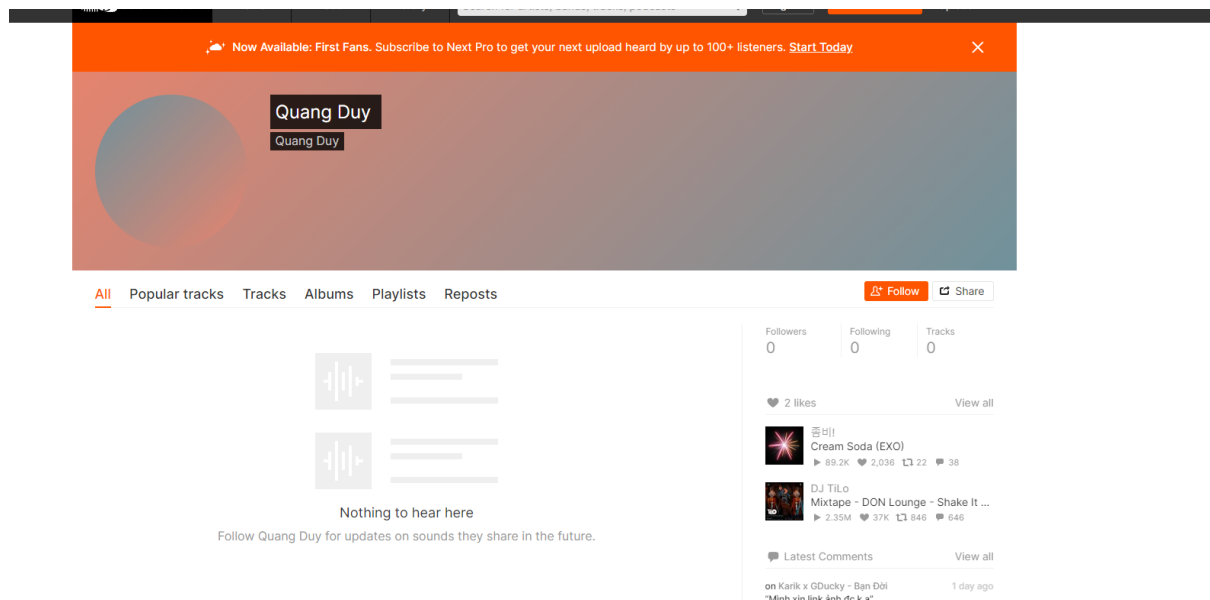 Now Available: First Fans. Subscribe to Next Pro to get your next upload heard by up to 100+ listeners. Start Today
Quang Duy
Quang Duy
All Popular tracks Tracks Albums Playlists Reposts
Follow Share
Followers Following Tracks
0 0 0
2 likes View all
좀비!
Cream Soda (EXO)
89.2K 2,036 22 38
DJ TiLo
Mixtape - DON Lounge - Shake It ...
2.35M 37K 846 646
Nothing to hear here
Follow Quang Duy for updates on sounds they share in the future.
Latest Comments View all
on Karik x GDucky - Bạn Đời 1 day ago
"Mình xin link ảnh đc k ạ"